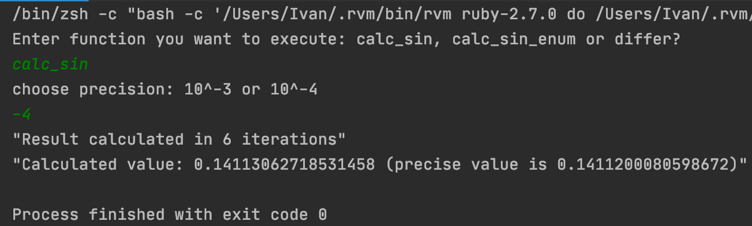 /bin/zsh -c "bash -c '/Users/Ivan/.rvm/bin/rvm ruby-2.7.0 do /Users/Ivan/.rvm/
Enter function you want to execute: calc_sin, calc_sin_enum or differ?
calc_sin
choose precision: 10^-3 or 10^-4
-4
"Result calculated in 6 iterations"
"Calculated value: 0.14113062718531458 (precise value is 0.1411200080598672)"
Process finished with exit code 0